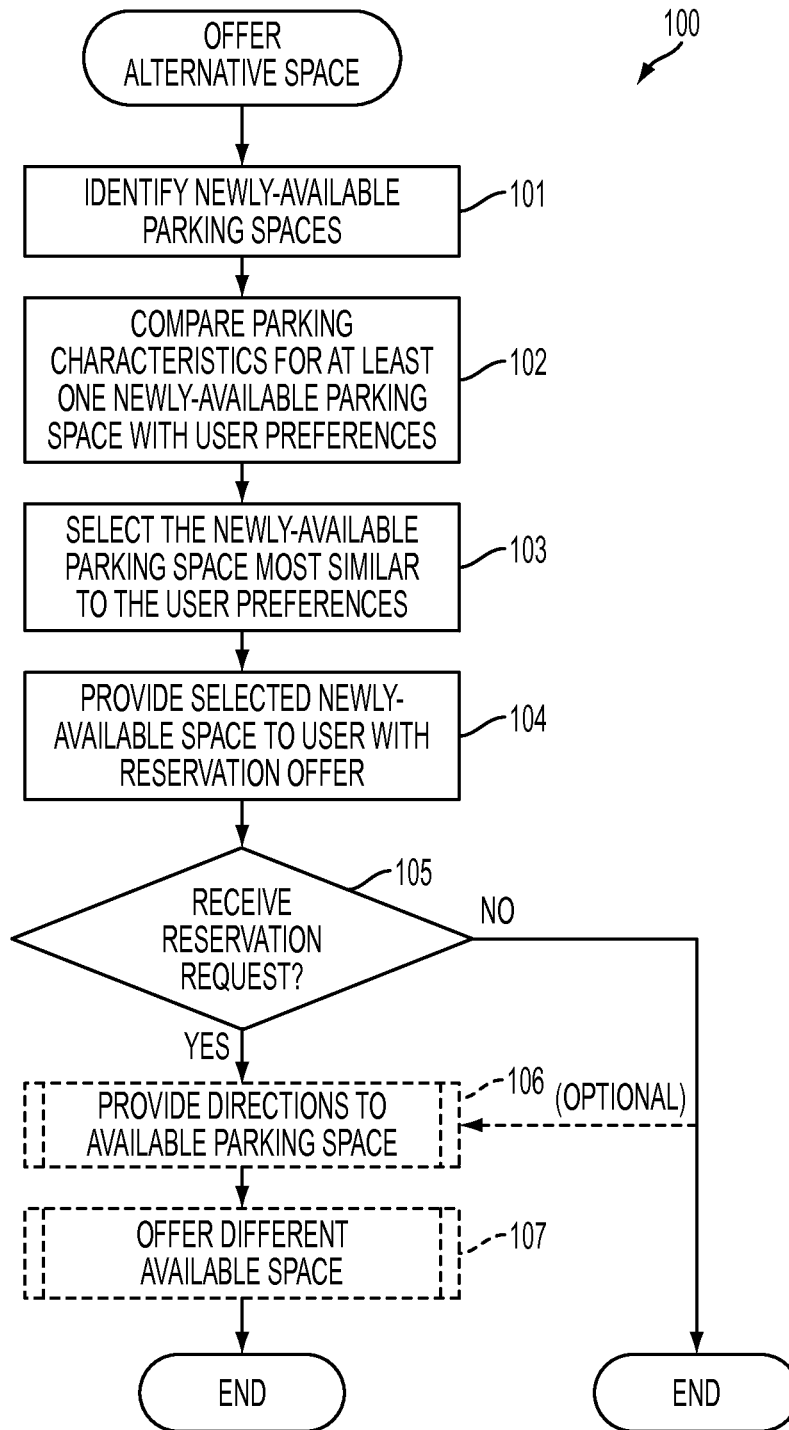 OFFER
ALTERNATIVE SPACE
100
IDENTIFY NEWLY-AVAILABLE
PARKING SPACES
101
COMPARE PARKING
CHARACTERISTICS FOR AT LEAST
ONE NEWLY-AVAILABLE PARKING
SPACE WITH USER PREFERENCES
102
SELECT THE NEWLY-AVAILABLE
PARKING SPACE MOST SIMILAR
TO THE USER PREFERENCES
103
PROVIDE SELECTED NEWLY-
AVAILABLE SPACE TO USER WITH
RESERVATION OFFER
104
RECEIVE
RESERVATION
REQUEST?
105
NO
YES
PROVIDE DIRECTIONS TO
AVAILABLE PARKING SPACE
106
(OPTIONAL)
OFFER DIFFERENT
AVAILABLE SPACE
107
END
END